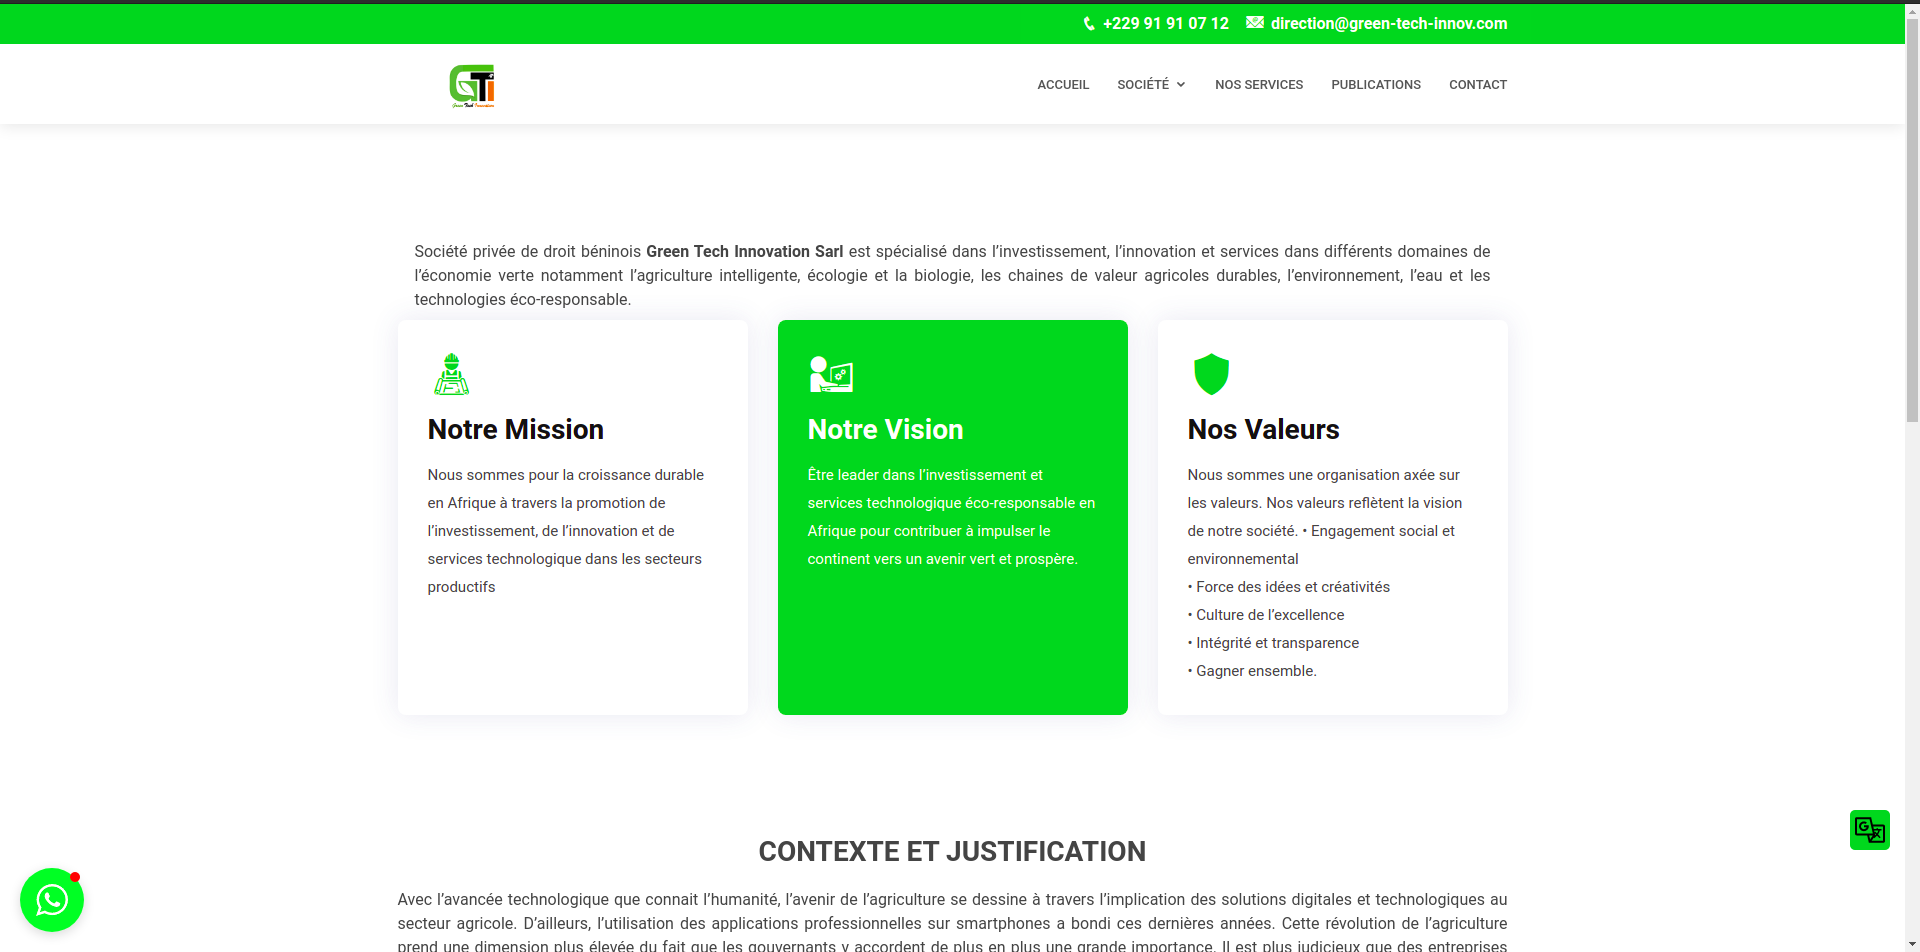 +229 91 91 07 12 direction@green-tech-innov.com
GTi
Green Tech Innovation
ACCUEIL SOCIÉTÉ NOS SERVICES PUBLICATIONS CONTACT
Société privée de droit béninois Green Tech Innovation Sarl est spécialisé dans l’investissement, l’innovation et services dans différents domaines de
l’économie verte notamment l’agriculture intelligente, écologie et la biologie, les chaines de valeur agricoles durables, l’environnement, l’eau et les
technologies éco-responsable.
Notre Mission
Nous sommes pour la croissance durable
en Afrique à travers la promotion de
l’investissement, de l’innovation et de
services technologique dans les secteurs
productifs
Notre Vision
Être leader dans l’investissement et
services technologique éco-responsable en
Afrique pour contribuer à impulser le
continent vers un avenir vert et prospère.
Nos Valeurs
Nous sommes une organisation axée sur
les valeurs. Nos valeurs reflètent la vision
de notre société. • Engagement social et
environnemental
• Force des idées et créativités
• Culture de l’excellence
• Intégrité et transparence
• Gagner ensemble.
CONTEXTE ET JUSTIFICATION
Avec l’avancée technologique que connait l’humanité, l’avenir de l’agriculture se dessine à travers l’implication des solutions digitales et technologiques au
secteur agricole. D’ailleurs, l’utilisation des applications professionnelles sur smartphones a bondi ces dernières années. Cette révolution de l’agriculture
prend une dimension plus élevée du fait que les gouvernants y accordent de plus en plus une grande importance. Il est plus judicieux que des entreprises